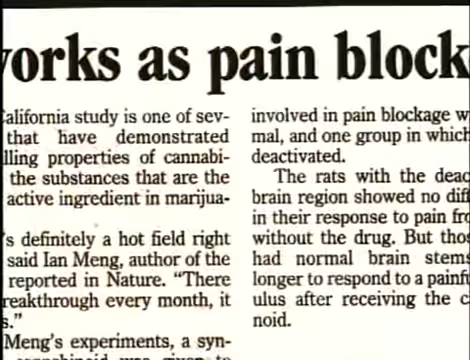 orks as pain block
alifornia study is one of sev-
that have demonstrated
lling properties of cannabi-
the substances that are the
active ingredient in marijua-
's definitely a hot field right
said Ian Meng, author of the
reported in Nature. “There
reakthrough every month, it
s.”
Meng's experiments, a syn-
involved in pain blockage w
mal, and one group in which
deactivated.
The rats with the deac
brain region showed no diff
in their response to pain fro
without the drug. But thos
had normal brain stems
longer to respond to a painf
ulus after receiving the c
noid.